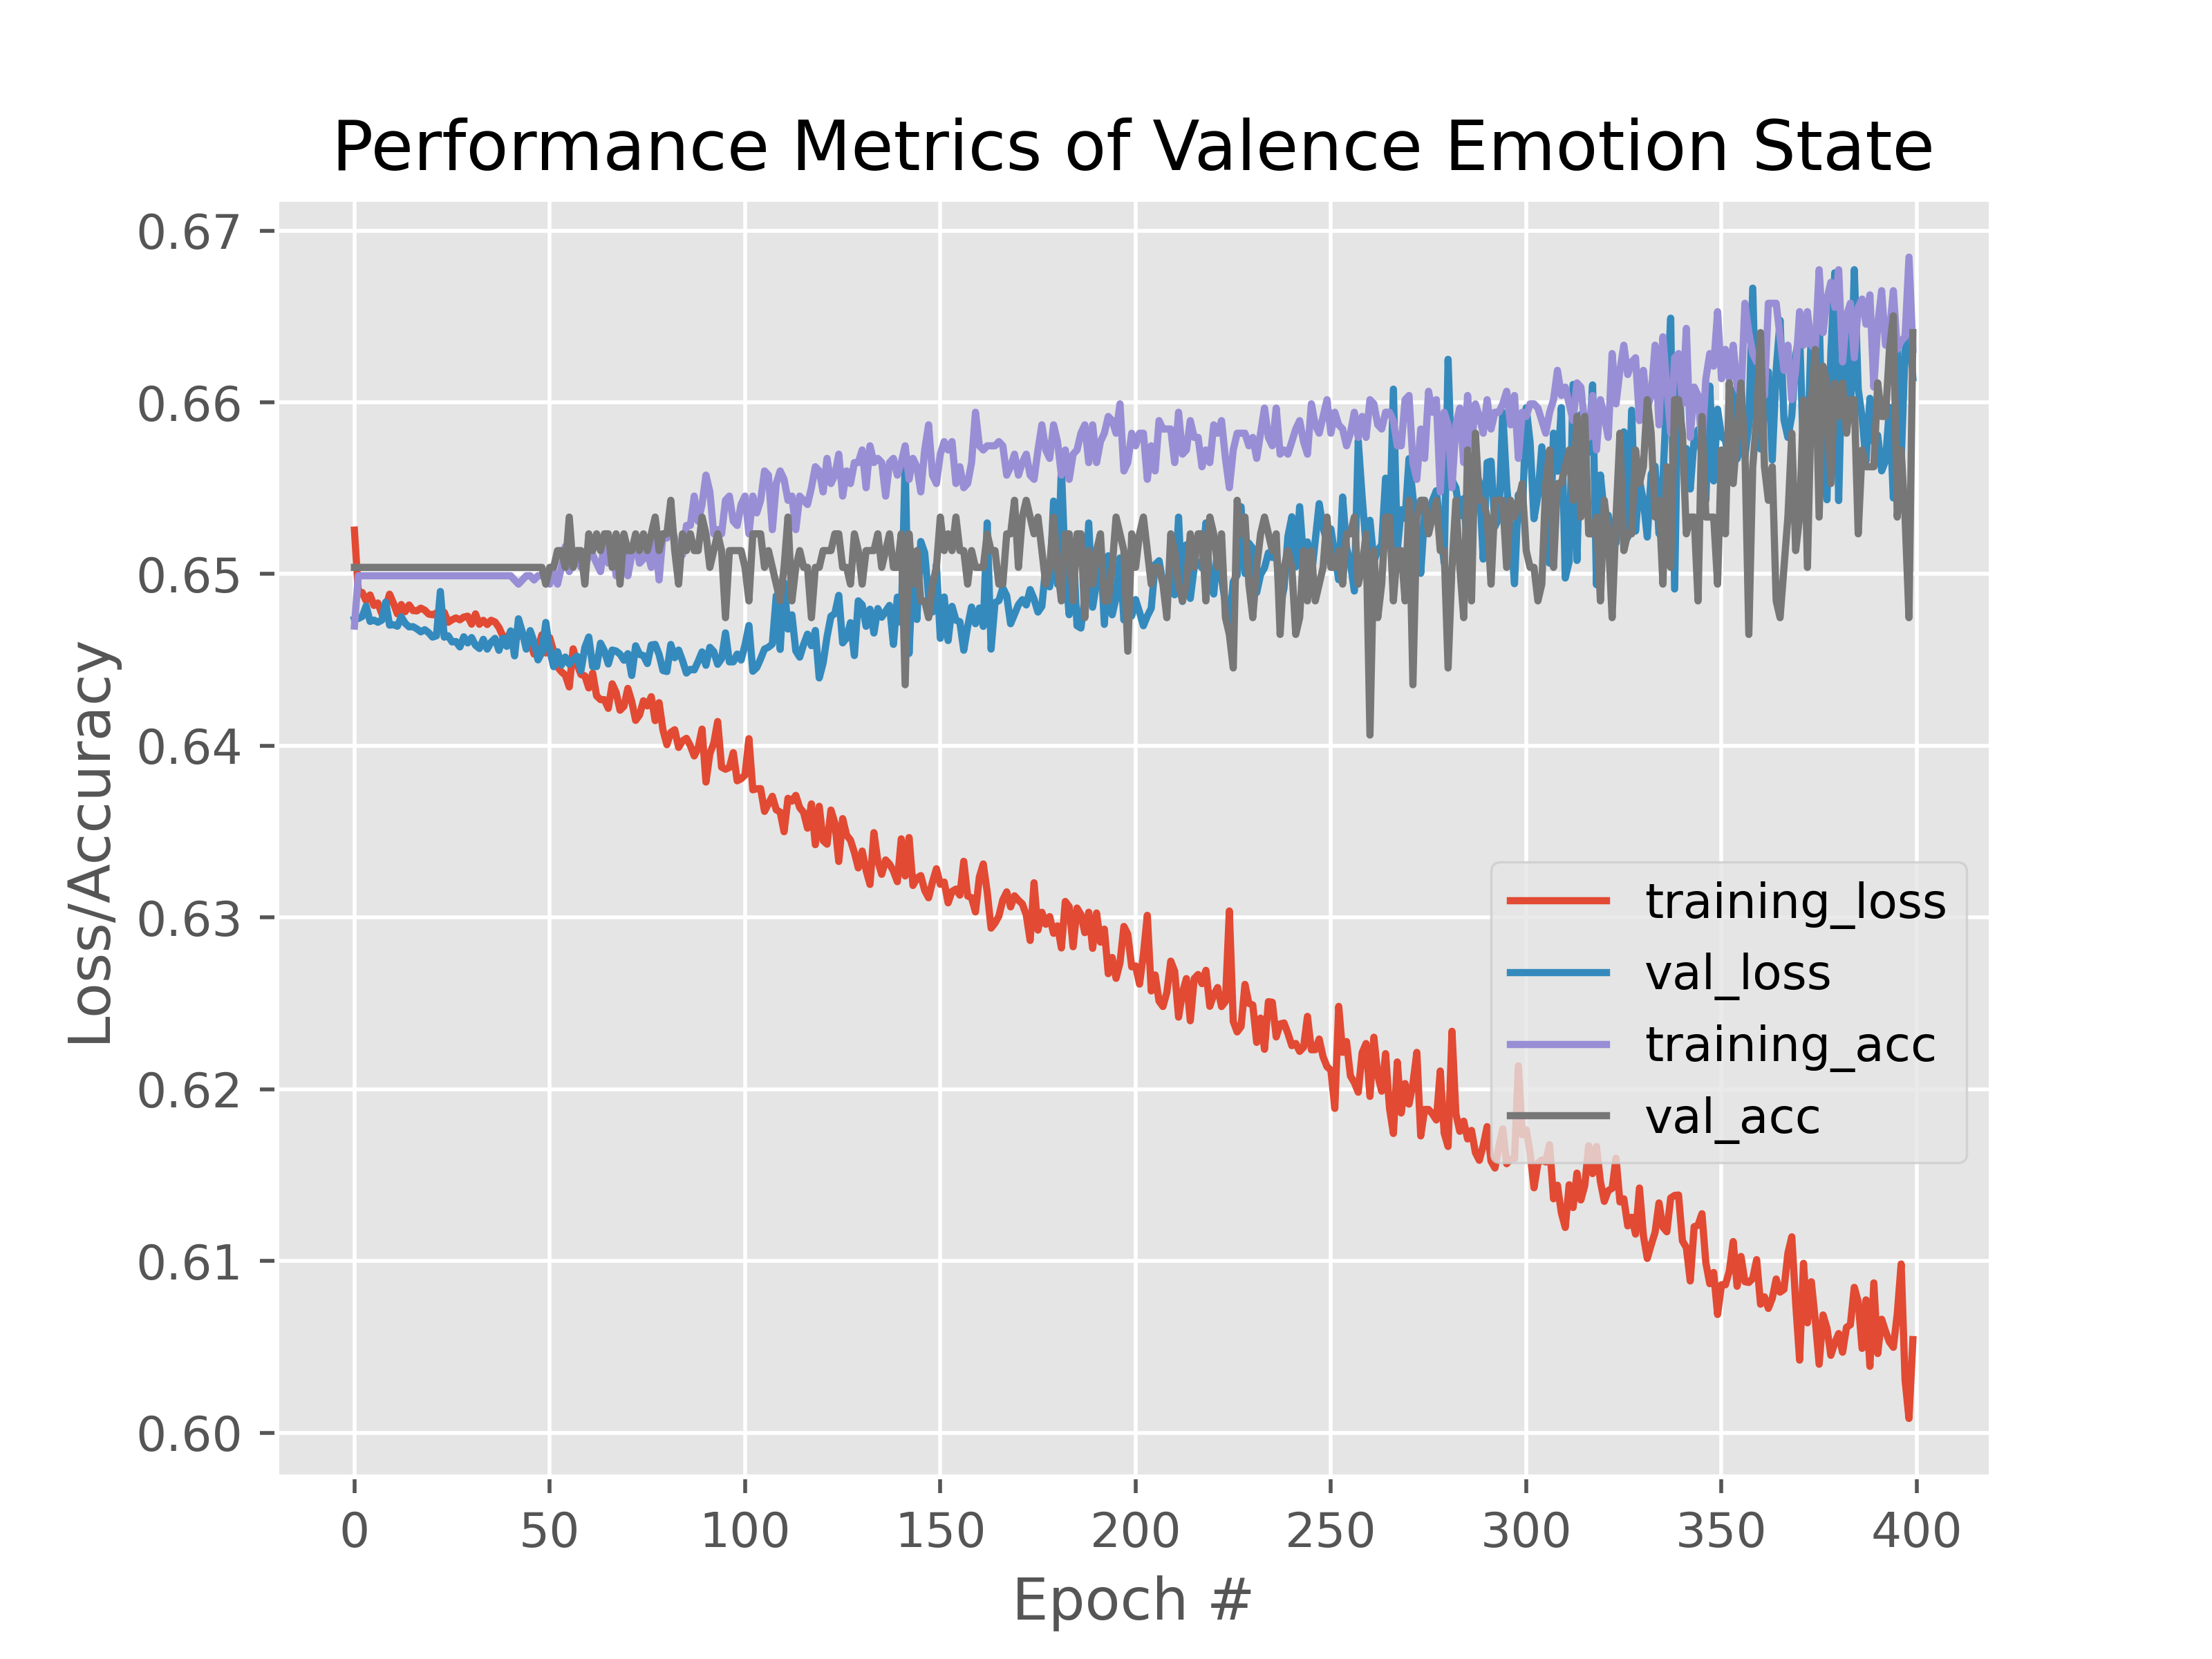 Performance Metrics of Valence Emotion State
Loss/Accuracy
0.67
0.66
0.65
0.64
0.63
0.62
0.61
0.60
training_loss
val_loss
training_acc
val_acc
0 50 100 150 200 250 300 350 400
Epoch #